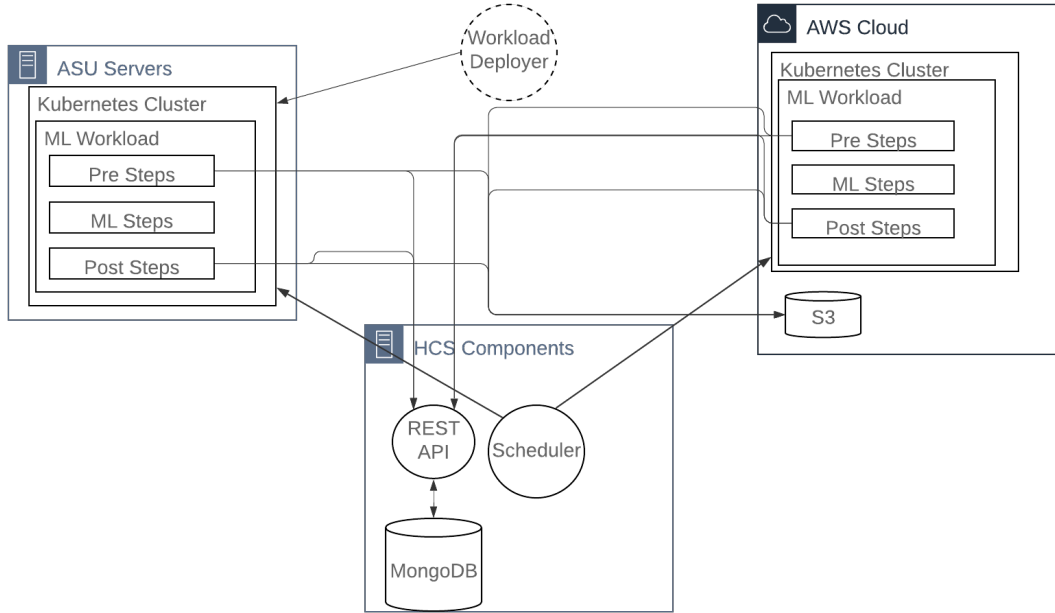 Workload
Deployer
ASU Servers
Kubernetes Cluster
ML Workload
Pre Steps
ML Steps
Post Steps
AWS Cloud
Kubernetes Cluster
ML Workload
Pre Steps
ML Steps
Post Steps
S3
HCS Components
REST
API
Scheduler
MongoDB